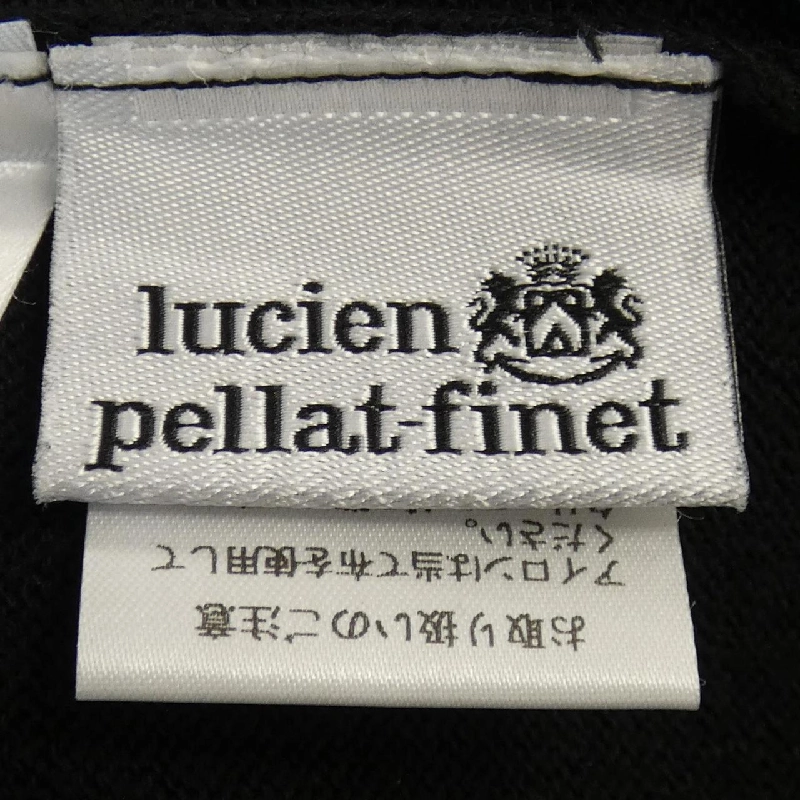 lucien
pellat-finet
お取り扱いのご注意
アイロンは当て布を使用して
ください。